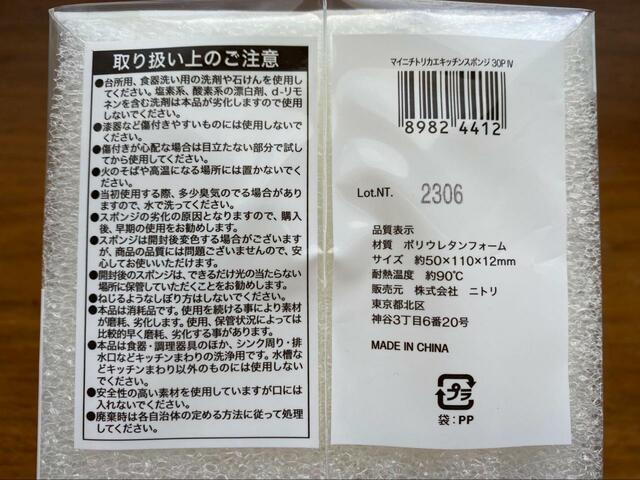 取り扱い上のご注意
●台所用、食器洗い用の洗剤や石けんを使用し
てください。塩素系、酸素系の漂白剤、d-リモ
ネンを含む洗剤は本品が劣化しますので使用
しないでください。
●漆器など傷付きやすいものには使用しないで
ください。
●傷付きが心配な場合は目立たない部分で試し
てから使用してください。
●火のそばや高温になる場所には置かないでく
ださい。
●当初使用する際、多少臭気のでる場合があり
ますので、水で洗ってください。
●スポンジの劣化の原因となりますので、購入
後、早期の使用をお勧めします。
●スポンジは開封後変色する場合がございます
が、商品の品質には問題ございませんので、安
心してお使いいただけます。
●開封後のスポンジは、できるだけ光の当たらない
場所に保管していただくことをお勧めします。
●ねじるようなしぼり方はしないでください。
●本品は消耗品です。使用を続ける事により素材
が磨耗、劣化します。使用、保管状況によっては
比較的早く磨耗、劣化する事があります。
●本品は食器・調理器具のほか、シンク周り・排
水口などキッチンまわりの洗浄用です。水槽な
どキッチンまわり以外のものには使用しないで
ください。
●安全性の高い素材を使用していますが口には
入れないでください。
●廃棄時は各自治体の定める方法に従って処理
してください。
マイニチトリカエキッチンスポンジ 30P Ⅳ
8982 4412
Lot.NT. 2306
品質表示
材質 ポリウレタンフォーム
サイズ 約50×110×12mm
耐熱温度 約90℃
販売元 株式会社 ニトリ
東京都北区
神谷3丁目6番20号
MADE IN CHINA
プラ
袋:PP